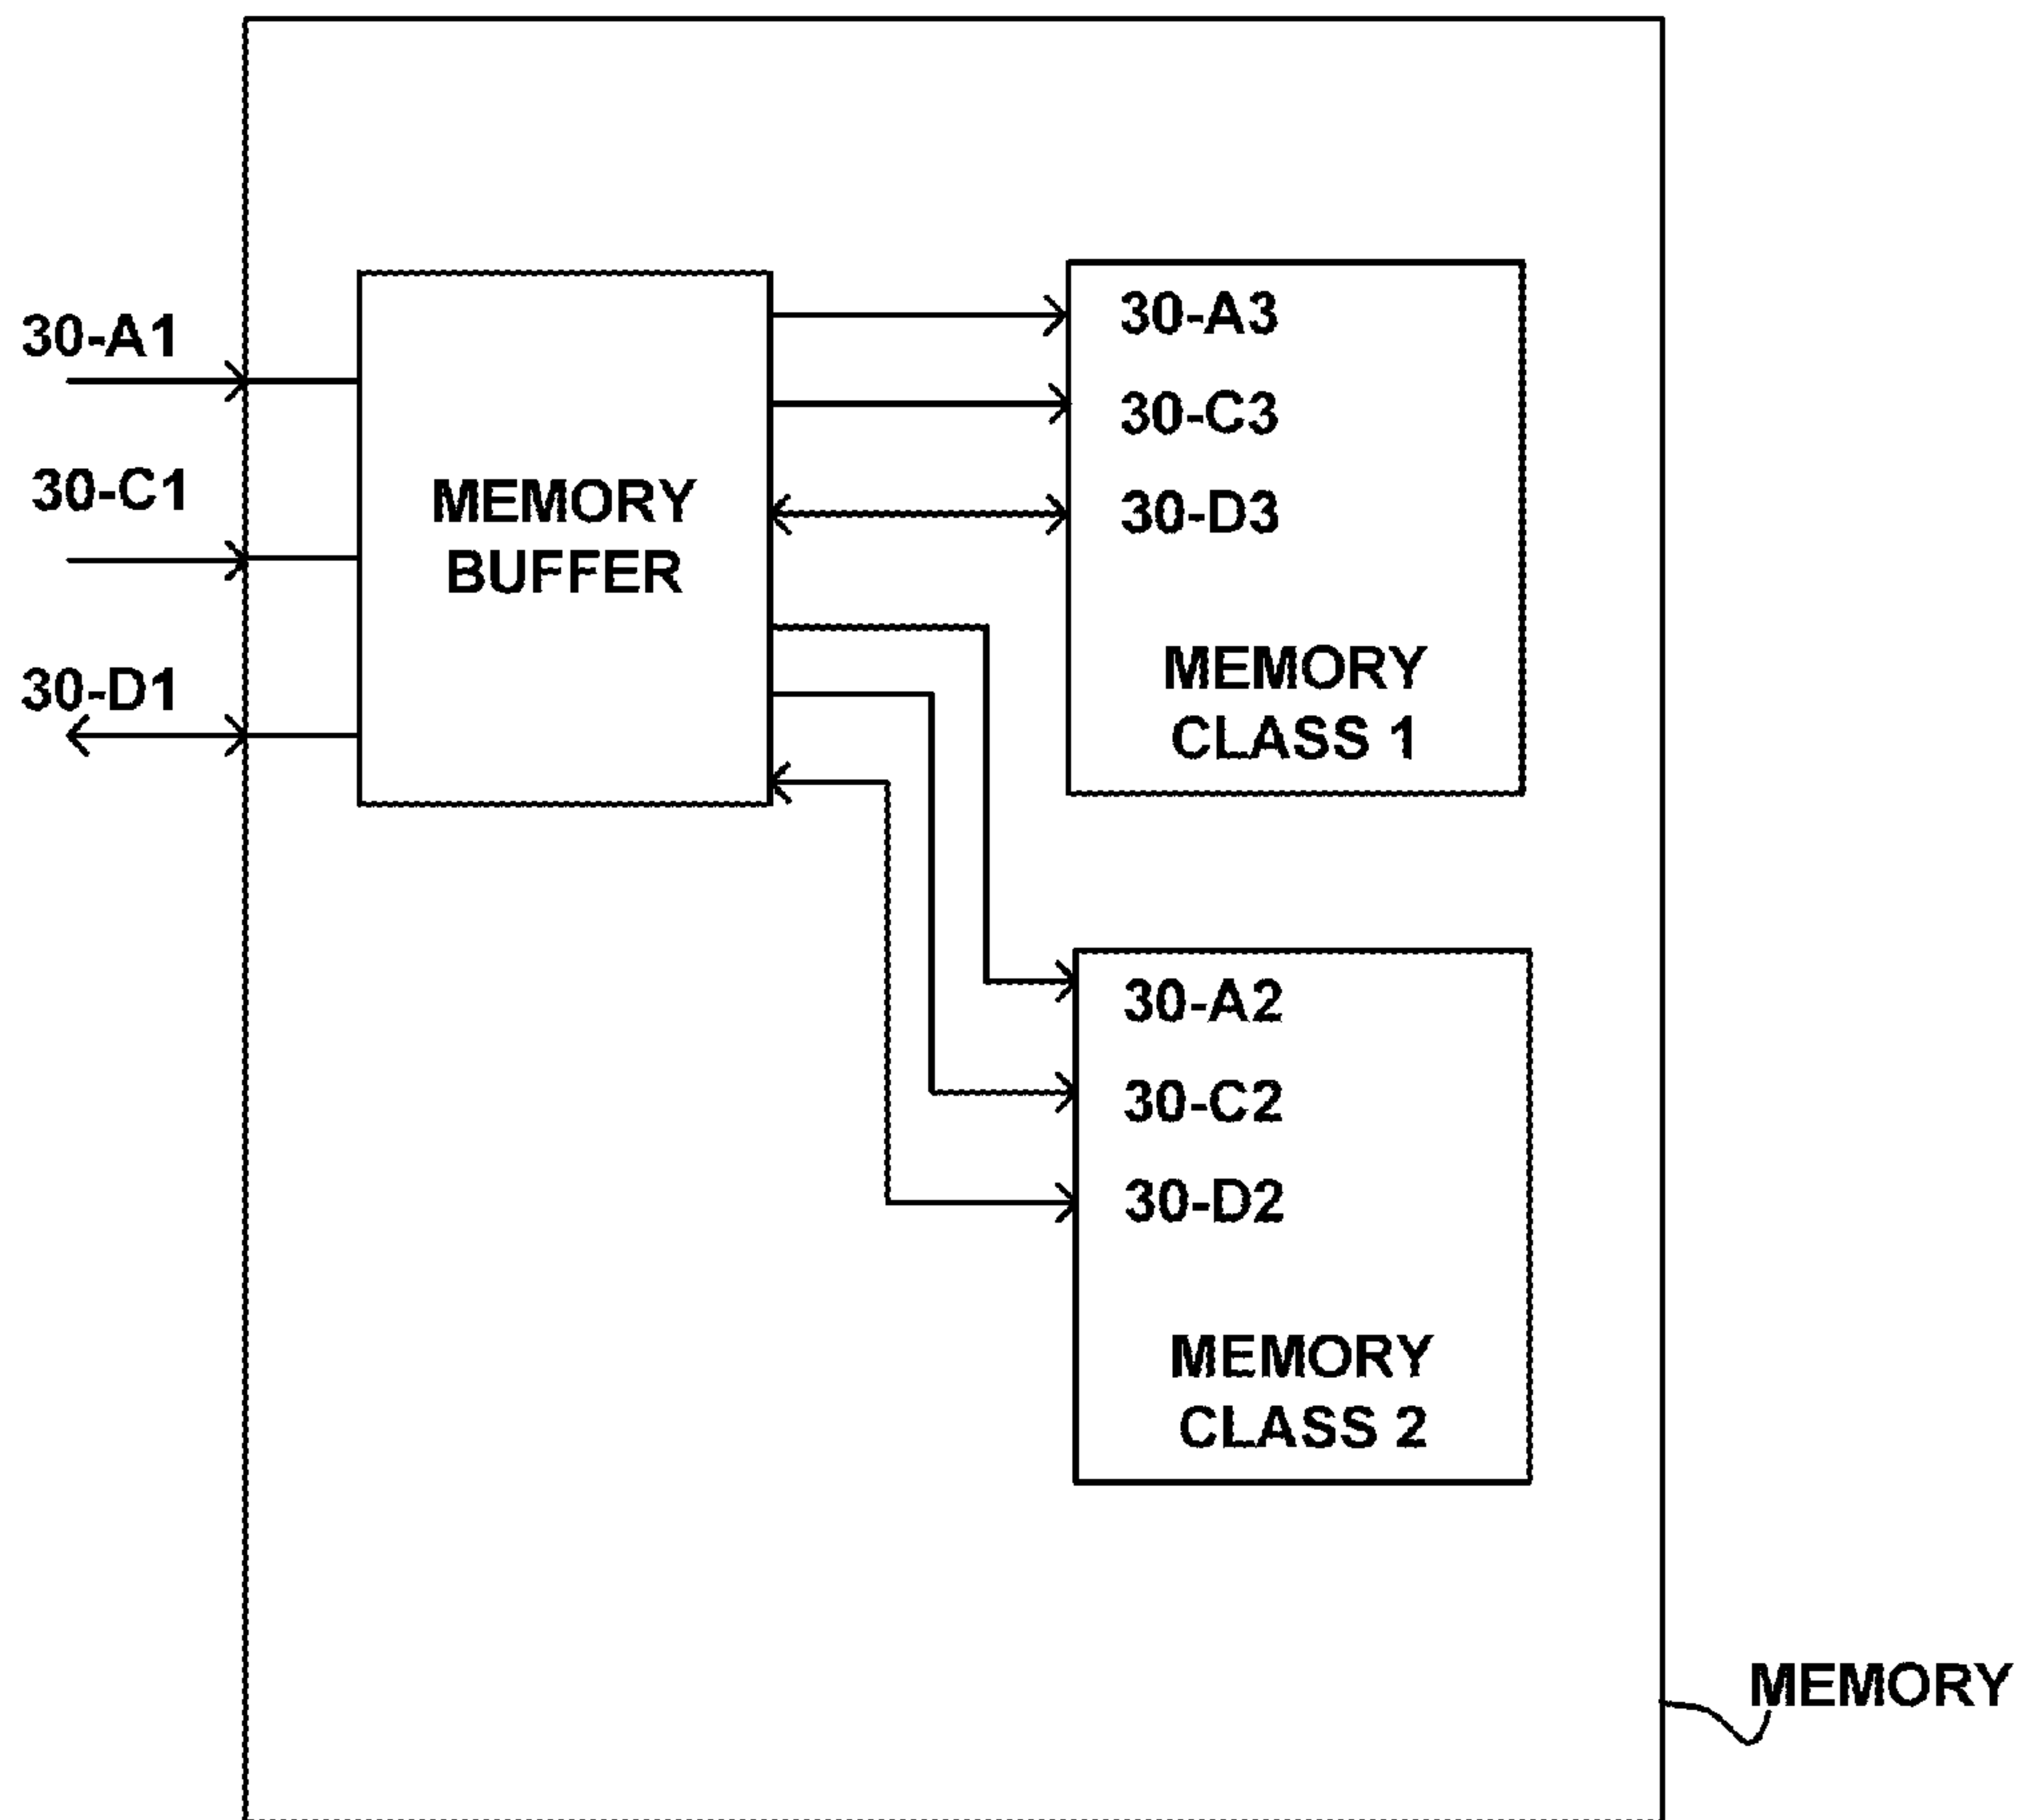 30-A1
30-C1
30-D1
MEMORY
BUFFER
30-A3
30-C3
30-D3
MEMORY
CLASS 1
30-A2
30-C2
30-D2
MEMORY
CLASS 2
MEMORY